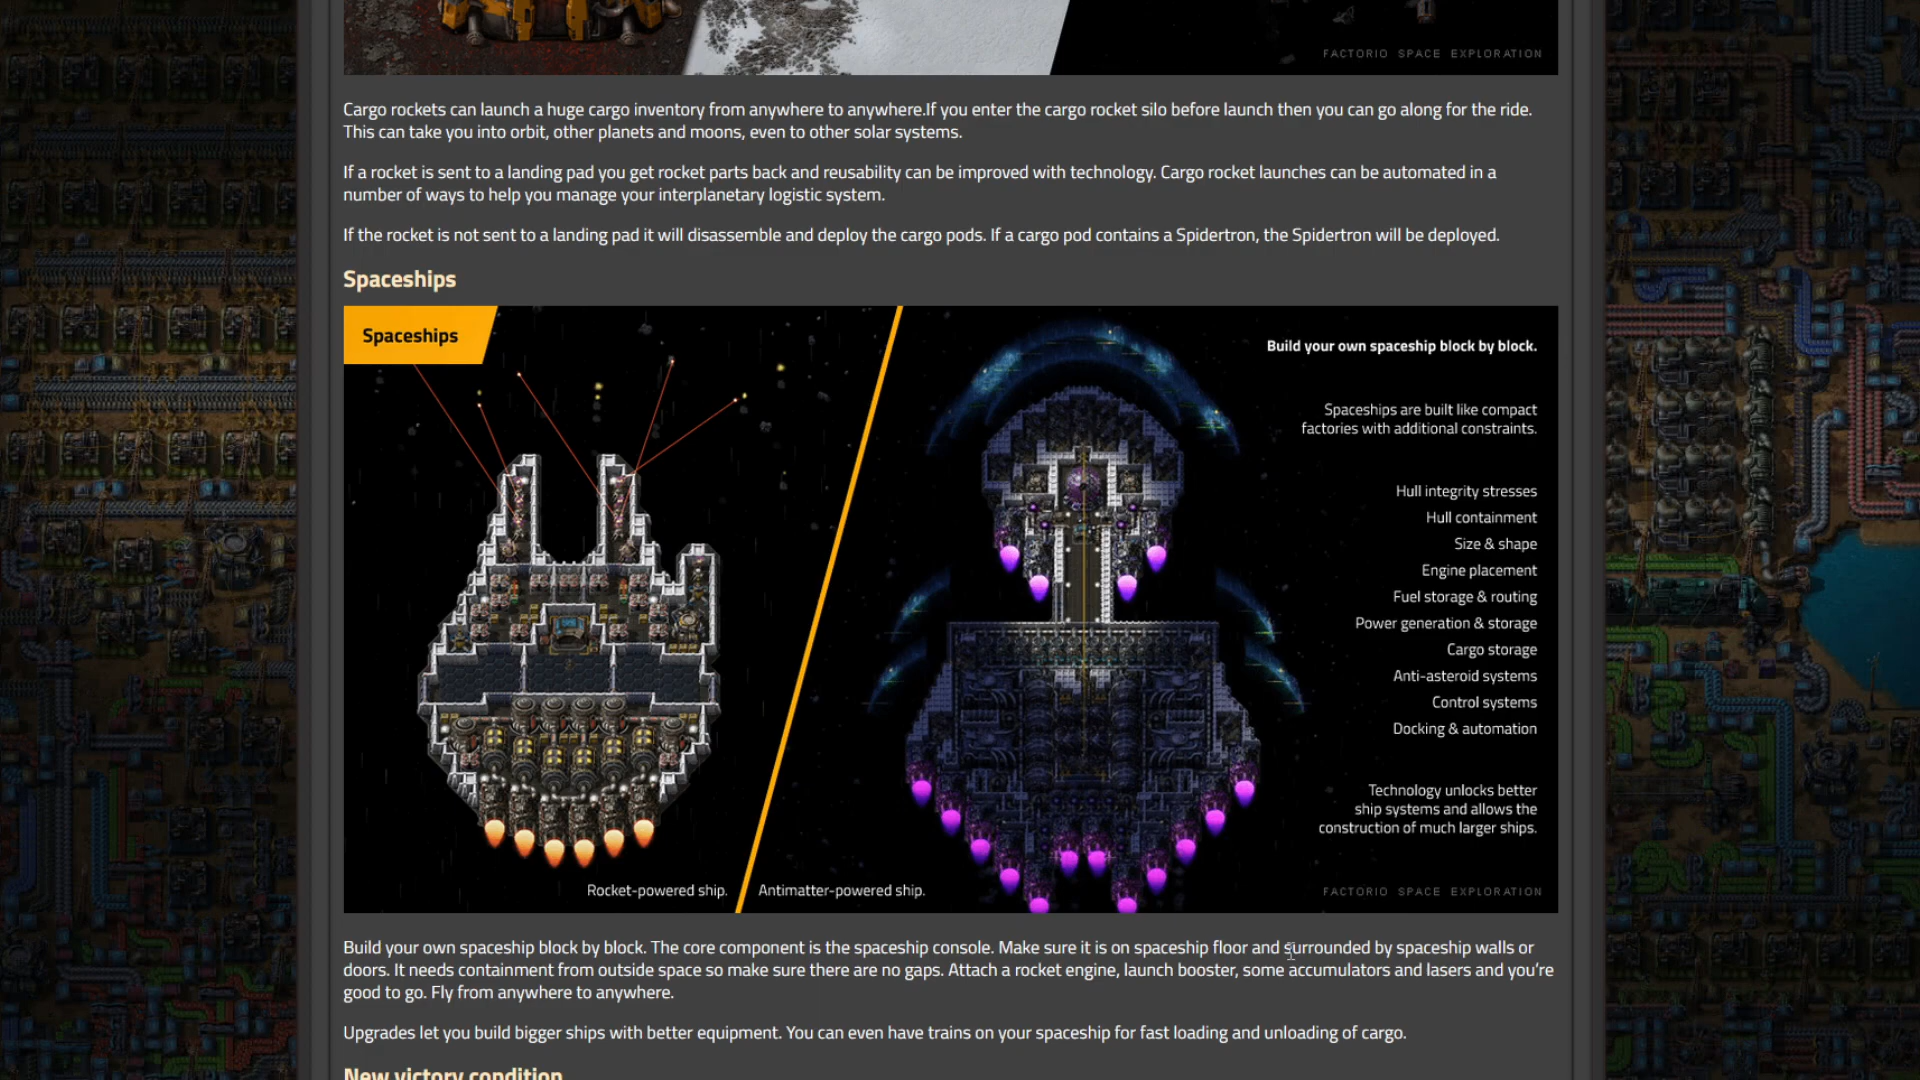 FACTORIO SPACE EXPLORATION
Cargo rockets can launch a huge cargo inventory from anywhere to anywhere.If you enter the cargo rocket silo before launch then you can go along for the ride.
This can take you into orbit, other planets and moons, even to other solar systems.
If a rocket is sent to a landing pad you get rocket parts back and reusability can be improved with technology. Cargo rocket launches can be automated in a
number of ways to help you manage your interplanetary logistic system.
If the rocket is not sent to a landing pad it will disassemble and deploy the cargo pods. If a cargo pod contains a Spidertron, the Spidertron will be deployed.
Spaceships
Spaceships
Build your own spaceship block by block.
Spaceships are built like compact
factories with additional constraints.
Hull integrity stresses
Hull containment
Size & shape
Engine placement
Fuel storage & routing
Power generation & storage
Cargo storage
Anti-asteroid systems
Control systems
Docking & automation
Technology unlocks better
ship systems and allows the
construction of much larger ships.
Rocket-powered ship.
Antimatter-powered ship.
FACTORIO SPACE EXPLORATION
Build your own spaceship block by block. The core component is the spaceship console. Make sure it is on spaceship floor and surrounded by spaceship walls or
doors. It needs containment from outside space so make sure there are no gaps. Attach a rocket engine, launch booster, some accumulators and lasers and you're
good to go. Fly from anywhere to anywhere.
Upgrades let you build bigger ships with better equipment. You can even have trains on your spaceship for fast loading and unloading of cargo.
New victory condition